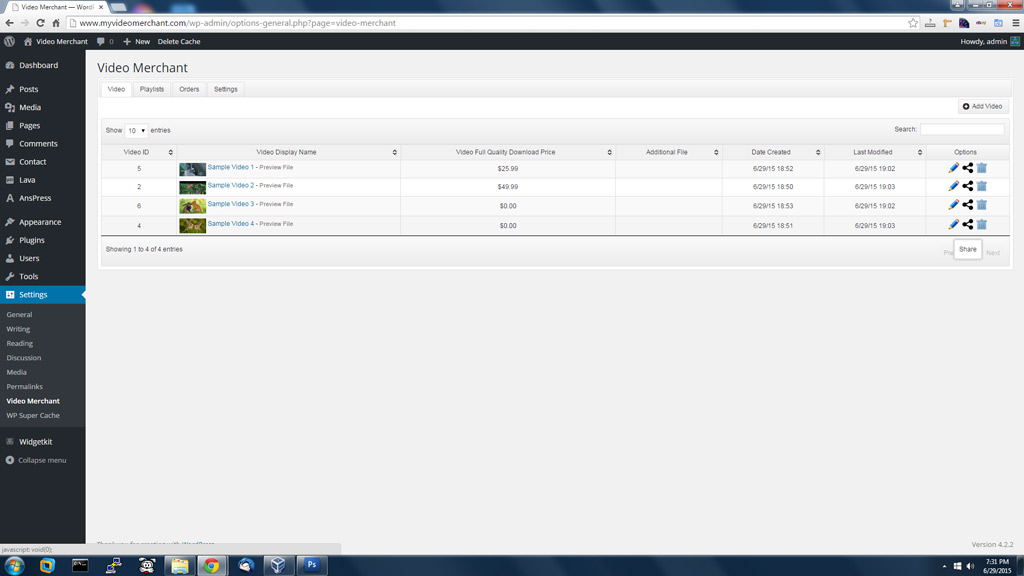 Video Merchant — WordP
www.myvideomerchant.com/wp-admin/options-general.php?page=video-merchant
Video Merchant 0 New Delete Cache Howdy, admin
Dashboard
Posts
Media
Pages
Comments
Contact
Lava
AnsPress
Appearance
Plugins
Users
Tools
Settings
General
Writing
Reading
Discussion
Media
Permalinks
Video Merchant
WP Super Cache
Widgetkit
Collapse menu
Video Merchant
Video Playlists Orders Settings
Add Video
Show 10 entries Search:
Video ID Video Display Name Video Full Quality Download Price Additional File Date Created Last Modified Options
5 Sample Video 1 - Preview File $25.99 6/29/15 18:52 6/29/15 19:02
2 Sample Video 2 - Preview File $49.99 6/29/15 18:50 6/29/15 19:03
6 Sample Video 3 - Preview File $0.00 6/29/15 18:53 6/29/15 19:02
4 Sample Video 4 - Preview File $0.00 6/29/15 18:51 6/29/15 19:03
Showing 1 to 4 of 4 entries Pre Share Next
Thank you for creating with WordPress
Version 4.2.2
javascript: void(0);
Ps
7:31 PM
6/29/2015